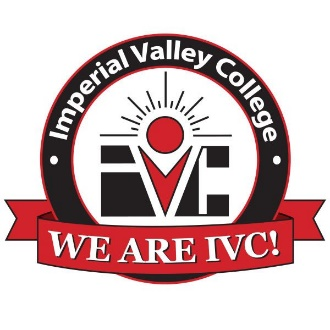 • Imperial Valley College •
IVC
WE ARE IVC!